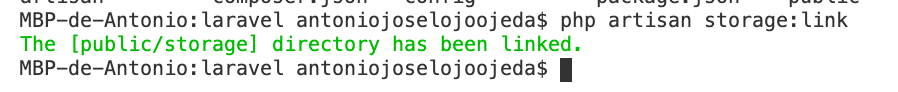 MBP-de-Antonio:laravel antoniojoselojoojeda$ php artisan storage:link
The [public/storage] directory has been linked.
MBP-de-Antonio:laravel antoniojoselojoojeda$